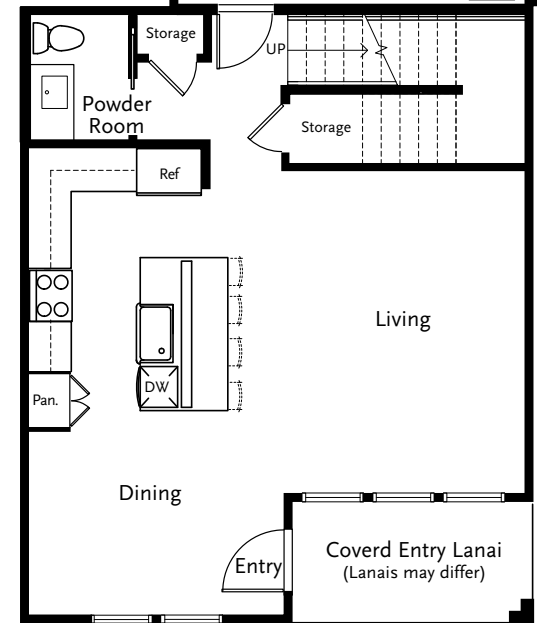 Storage
UP
Powder
Room
Storage
Ref
Living
DW
Pan.
Dining
Entry
Coverd Entry Lanai
(Lanais may differ)